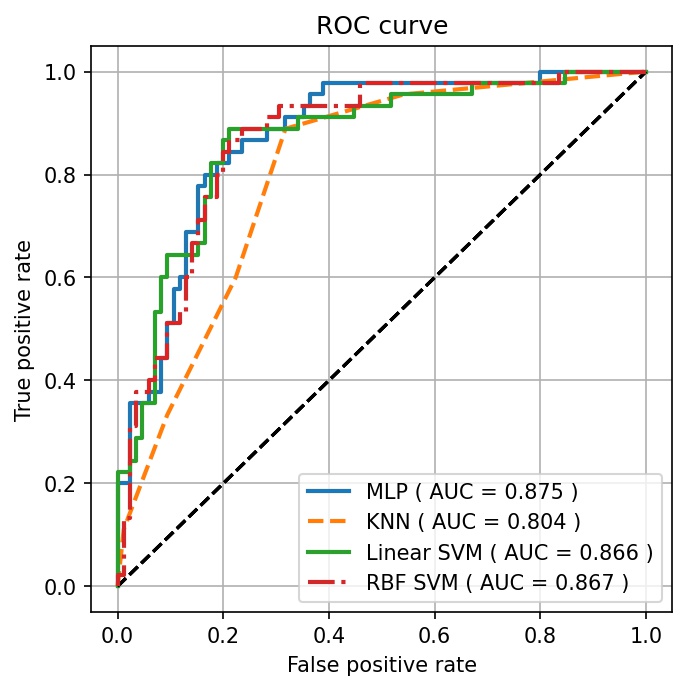 ROC curve
1.0
0.8
0.6
0.4
0.2
0.0
True positive rate
MLP ( AUC = 0.875 )
KNN ( AUC = 0.804 )
Linear SVM ( AUC = 0.866 )
RBF SVM ( AUC = 0.867 )
0.0 0.2 0.4 0.6 0.8 1.0
False positive rate